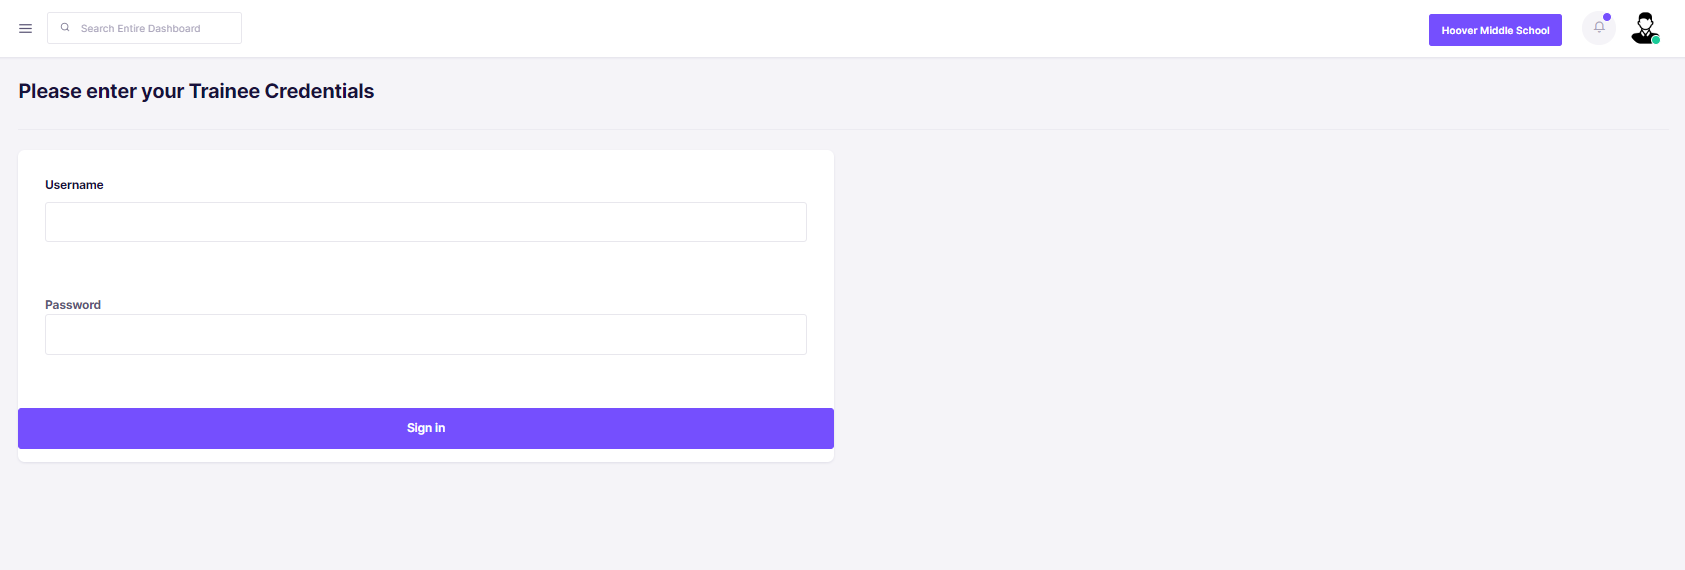 Search Entire Dashboard
Hoover Middle School
Please enter your Trainee Credentials
Username
Password
Sign in